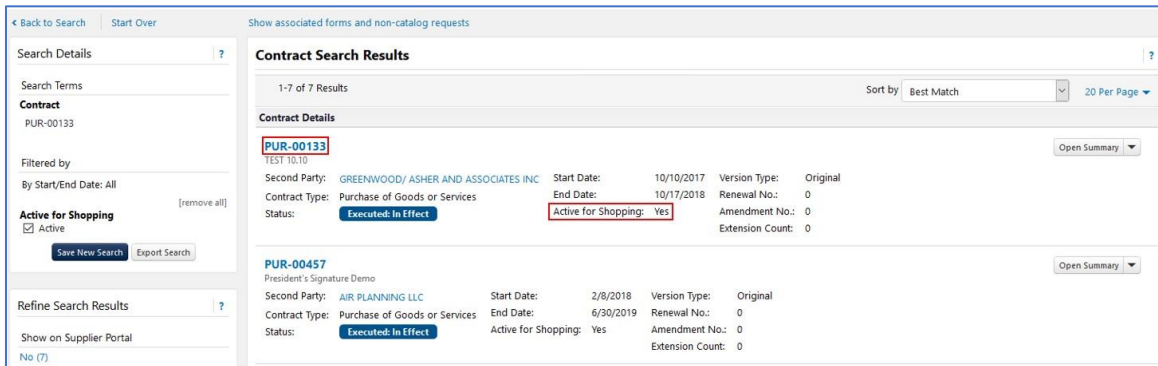 Back to Search Start Over Show associated forms and non-catalog requests
Search Details ?
Search Terms
Contract
PUR-00133
Filtered by
By Start/End Date: All
[remove all]
Active for Shopping
Active
Save New Search Export Search
Refine Search Results ?
Show on Supplier Portal
No (7)
Contract Search Results ?
1-7 of 7 Results Sort by Best Match 20 Per Page
Contract Details
PUR-00133 Open Summary
TEST 10.10
Second Party: GREENWOOD/ ASHER AND ASSOCIATES INC Start Date: 10/10/2017 Version Type: Original
Contract Type: Purchase of Goods or Services End Date: 10/17/2018 Renewal No.: 0
Status: Executed: In Effect Active for Shopping: Yes Amendment No.: 0
Extension Count: 0
PUR-00457 Open Summary
President's Signature Demo
Second Party: AIR PLANNING LLC Start Date: 2/8/2018 Version Type: Original
Contract Type: Purchase of Goods or Services End Date: 6/30/2019 Renewal No.: 0
Status: Executed: In Effect Active for Shopping: Yes Amendment No.: 0
Extension Count: 0